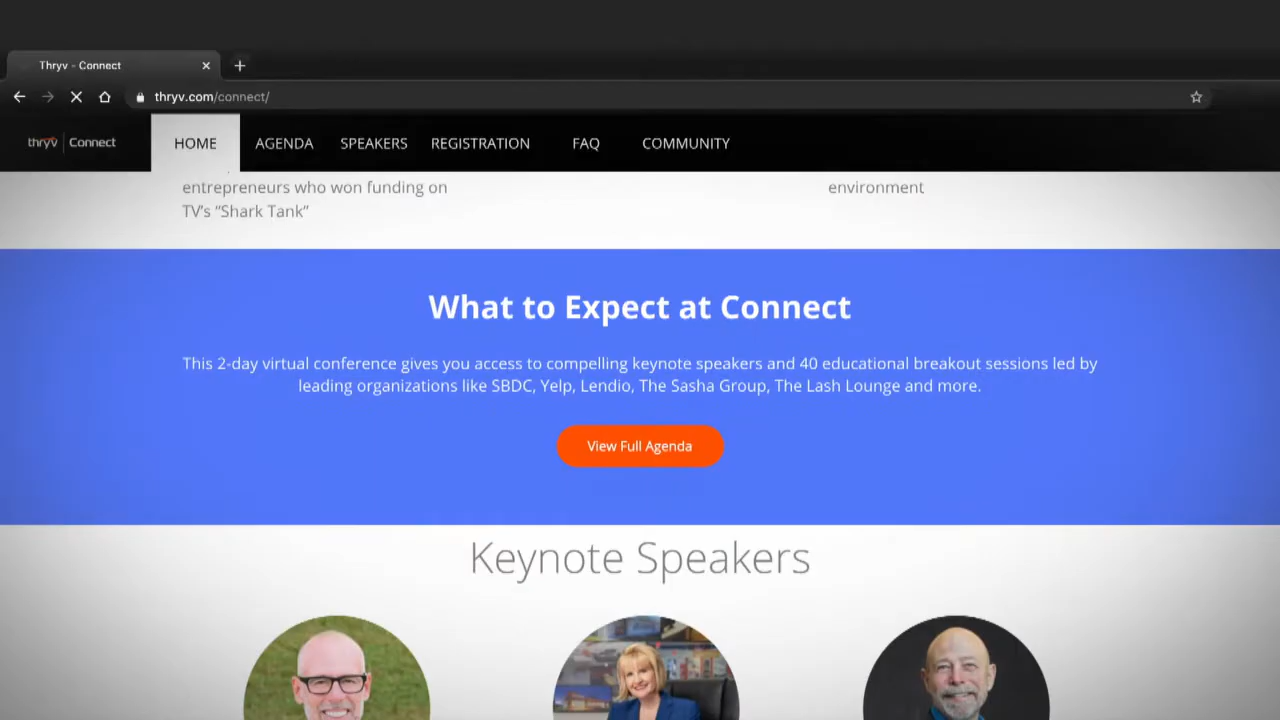 Thryv - Connect
thryv.com/connect/
thryv Connect
HOME AGENDA SPEAKERS REGISTRATION FAQ COMMUNITY
entrepreneurs who won funding on
TV's “Shark Tank”
environment
What to Expect at Connect
This 2-day virtual conference gives you access to compelling keynote speakers and 40 educational breakout sessions led by
leading organizations like SBDC, Yelp, Lendio, The Sasha Group, The Lash Lounge and more.
View Full Agenda
Keynote Speakers